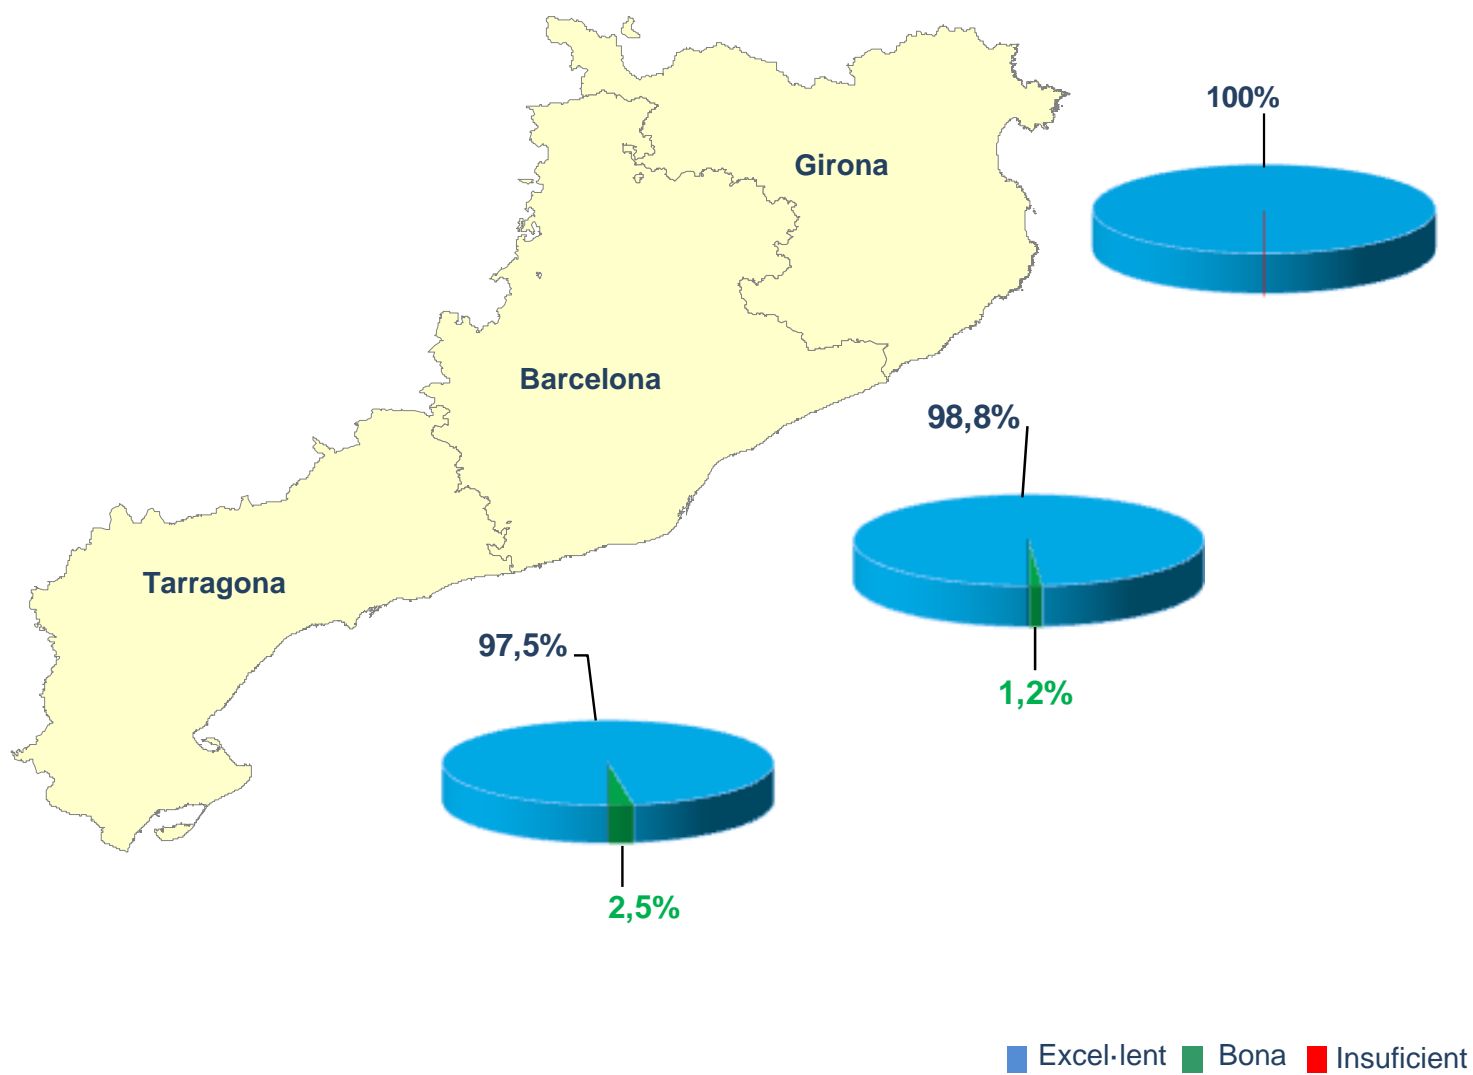 100%
Girona
Barcelona
98,8%
Tarragona
97,5%
1,2%
2,5%
Excel·lent Bona Insuficient